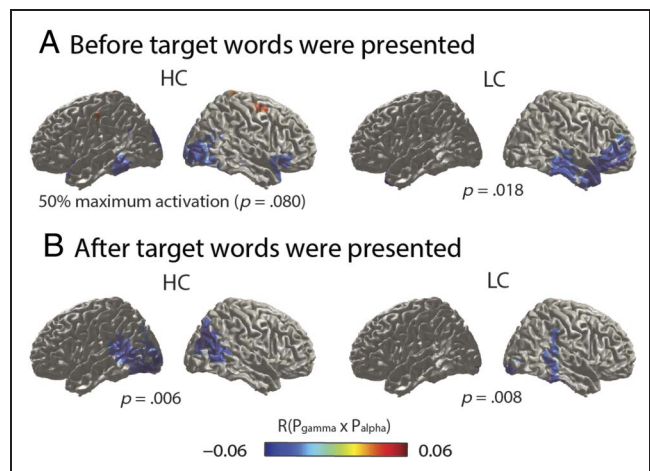 A Before target words were presented
HC
LC
50% maximum activation (p = .080)
p = .018
B After target words were presented
HC
LC
p = .006
p = .008
R(Pgamma x Palpha)
−0.06 0.06